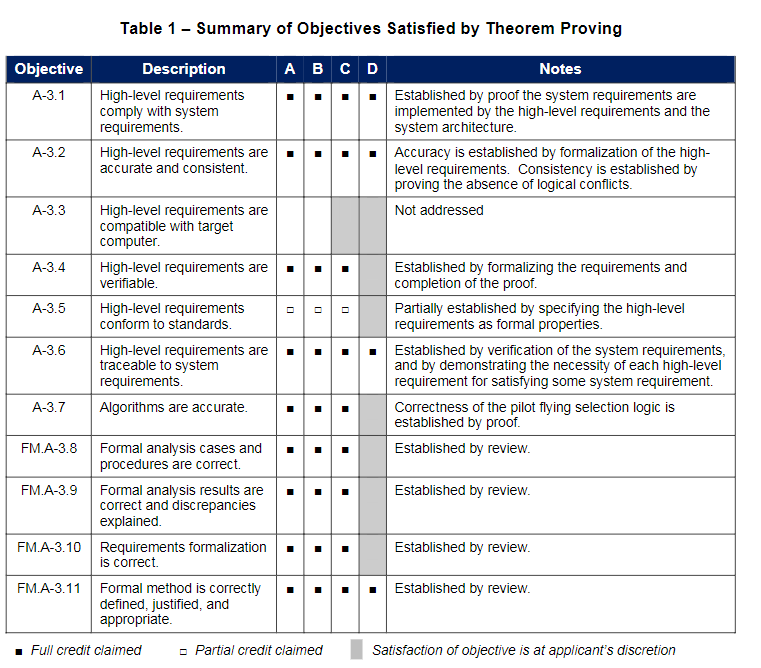 Table 1 – Summary of Objectives Satisfied by Theorem Proving
Objective Description A B C D Notes
A-3.1 High-level requirements ■ ■ ■ ■ Established by proof the system requirements are
comply with system implemented by the high-level requirements and the
requirements. system architecture.
A-3.2 High-level requirements are ■ ■ ■ ■ Accuracy is established by formalization of the high-
accurate and consistent. level requirements. Consistency is established by
proving the absence of logical conflicts.
A-3.3 High-level requirements are Not addressed
compatible with target
computer.
A-3.4 High-level requirements are ■ ■ ■ Established by formalizing the requirements and
verifiable. completion of the proof.
A-3.5 High-level requirements □ □ □ Partially established by specifying the high-level
conform to standards. requirements as formal properties.
A-3.6 High-level requirements are ■ ■ ■ ■ Established by verification of the system requirements,
traceable to system and by demonstrating the necessity of each high-level
requirements. requirement for satisfying some system requirement.
A-3.7 Algorithms are accurate. ■ ■ ■ Correctness of the pilot flying selection logic is
established by proof.
FM.A-3.8 Formal analysis cases and ■ ■ ■ Established by review.
procedures are correct.
FM.A-3.9 Formal analysis results are ■ ■ ■ Established by review.
correct and discrepancies
explained.
FM.A-3.10 Requirements formalization ■ ■ ■ Established by review.
is correct.
FM.A-3.11 Formal method is correctly ■ ■ ■ ■ Established by review.
defined, justified, and
appropriate.
■ Full credit claimed □ Partial credit claimed Satisfaction of objective is at applicant's discretion